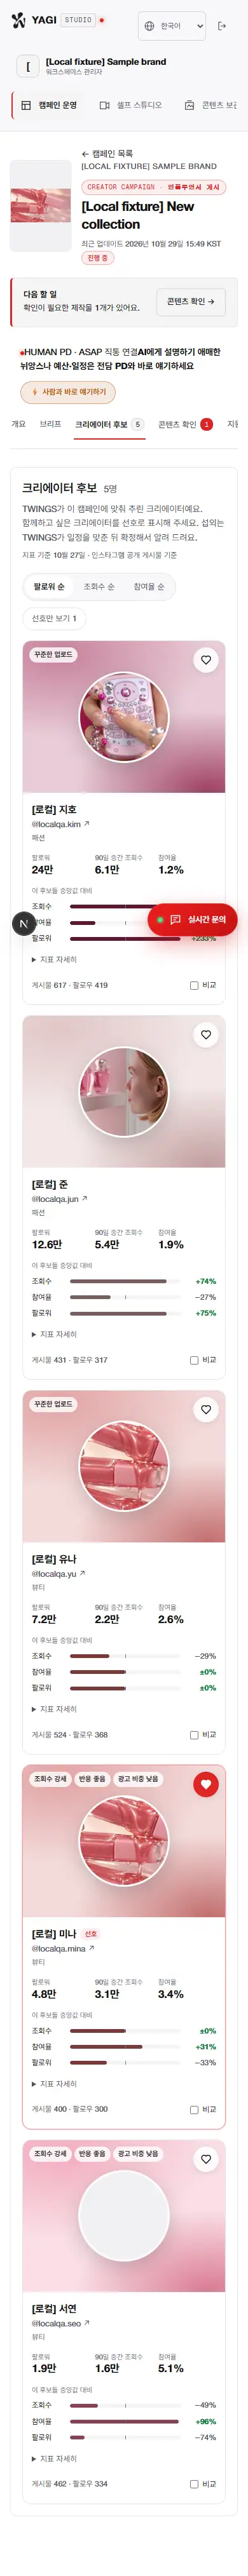 YAGI STUDIO
한국어
[
[Local fixture] Sample brand
워크스페이스 관리자
캠페인 운영
셀프 스튜디오
← 캠페인 목록
[LOCAL FIXTURE] SAMPLE BRAND
CREATOR CAMPAIGN · 인플루언서 게시
[Local fixture] New
collection
최근 업데이트 2026년 10월 29일 15:49 KST
진행 중
다음 할 일
확인이 필요한 제작물 1개가 있어요.
콘텐츠 확인 →
HUMAN PD · ASAP 직통 연결AI에게 설명하기 애매한
뉘앙스나 예산·일정은 전담 PD와 바로 얘기하세요
사람과 바로 얘기하기
개요
브리프
크리에이터 후보 5
콘텐츠 확인 1
크리에이터 후보 5명
TWINGS가 이 캠페인에 맞춰 추린 크리에이터예요.
함께하고 싶은 크리에이터를 선호로 표시해 주세요. 섭외는
TWINGS가 일정을 맞춘 뒤 확정해서 알려 드려요.
지표 기준 10월 27일 · 인스타그램 공개 게시물 기준
팔로워 순
조회수 순
참여율 순
선호만 보기 1
꾸준한 업로드
[로컬] 지호
@localqa.kim ↗
패션
팔로워 90일 중간 조회수 참여율
24만 6.1만 1.2%
이 후보들 중앙값 대비
조회수
실시간 문의
N
팔로워 +233%
▶ 지표 자세히
게시물 617 · 팔로우 419
비교
[로컬] 준
@localqa.jun ↗
패션
팔로워 90일 중간 조회수 참여율
12.6만 5.4만 1.9%
이 후보들 중앙값 대비
조회수 +74%
참여율 −27%
팔로워 +75%
▶ 지표 자세히
게시물 431 · 팔로우 317
비교
꾸준한 업로드
[로컬] 유나
@localqa.yu ↗
뷰티
팔로워 90일 중간 조회수 참여율
7.2만 2.2만 2.6%
이 후보들 중앙값 대비
조회수 −29%
참여율 ±0%
팔로워 ±0%
▶ 지표 자세히
게시물 524 · 팔로우 368
비교
조회수 강세 반응 좋음 광고 비중 낮음
[로컬] 미나 선호
@localqa.mina ↗
뷰티
팔로워 90일 중간 조회수 참여율
4.8만 3.1만 3.4%
이 후보들 중앙값 대비
조회수 ±0%
참여율 +31%
팔로워 −33%
▶ 지표 자세히
게시물 400 · 팔로우 300
비교
조회수 강세 반응 좋음 광고 비중 낮음
[로컬] 서연
@localqa.seo ↗
뷰티
팔로워 90일 중간 조회수 참여율
1.9만 1.6만 5.1%
이 후보들 중앙값 대비
조회수 −49%
참여율 +96%
팔로워 −74%
▶ 지표 자세히
게시물 462 · 팔로우 334
비교